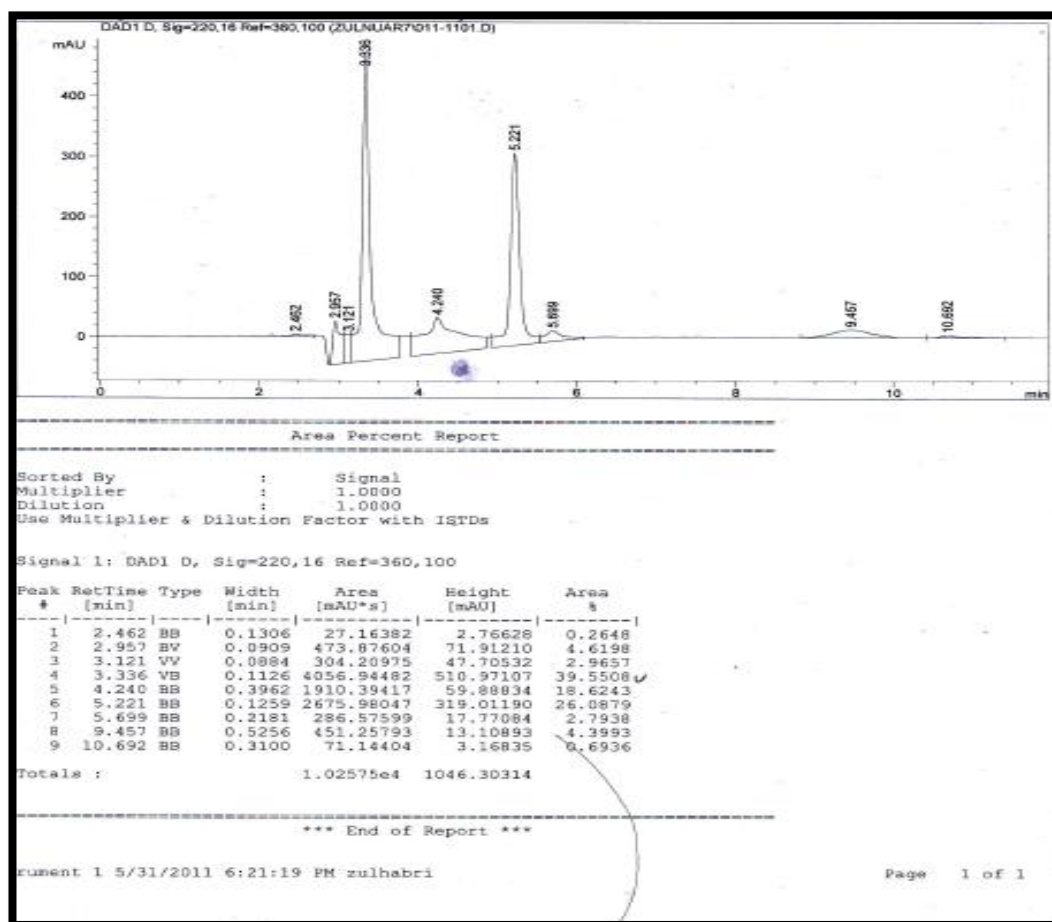 DAD1 D, Sig=220,16 Ref=360,100 (ZULNUAR7\011-1101.D)
mAU
400
300
200
100
0
2.462
2.957
3.121
3.336
4.240
5.221
5.699
9.457
10.692
0 2 4 6 8 10 min
Area Percent Report
Sorted By : Signal
Multiplier : 1.0000
Dilution : 1.0000
Use Multiplier & Dilution Factor with ISTDs
Signal 1: DAD1 D, Sig=220,16 Ref=360,100
Peak RetTime Type Width Area Height Area
# [min] [min] [mAU*s] [mAU] %
1 2.462 BB 0.1306 27.16382 2.76628 0.2648
2 2.957 BV 0.0909 473.87604 71.91210 4.6198
3 3.121 VV 0.0884 304.20975 47.70532 2.9657
4 3.336 VB 0.1126 4056.94482 510.97107 39.5508
5 4.240 BB 0.3962 1910.39417 59.88834 18.6243
6 5.221 BB 0.1259 2675.98047 319.01190 26.0879
7 5.699 BB 0.2181 286.57599 17.77084 2.7938
8 9.457 BB 0.5256 451.25793 13.10893 4.3993
9 10.692 BB 0.3100 71.14404 3.16835 0.6936
Totals : 1.02575e4 1046.30314
*** End of Report ***
rument 1 5/31/2011 6:21:19 PM zulhabri Page 1 of 1